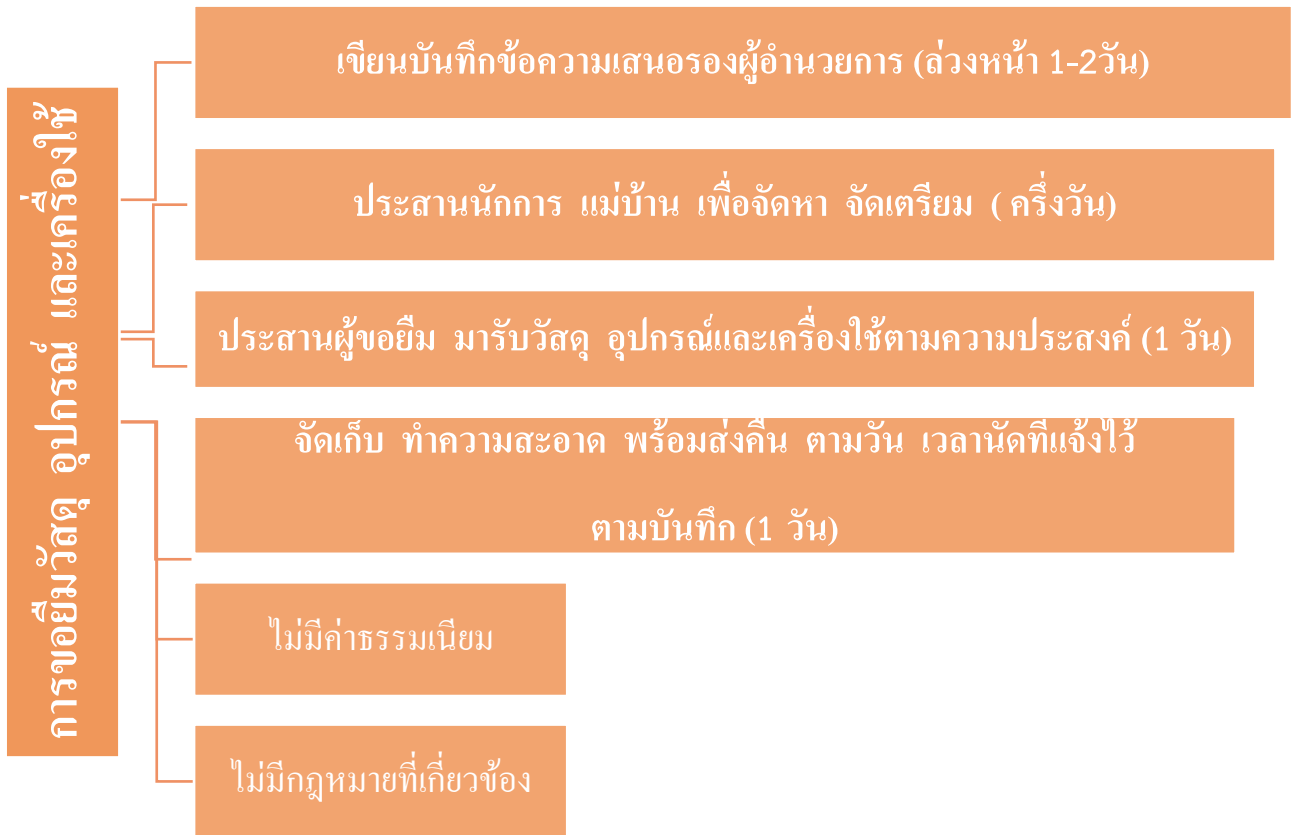 การขอยืมวัสดุ อุปกรณ์ และเครื่องใช้
เขียนบันทึกข้อความเสนอรองผู้อำนวยการ (ล่วงหน้า 1-2วัน)
ประสานนักการ แม่บ้าน เพื่อจัดหา จัดเตรียม ( ครึ่งวัน)
ประสานผู้ขอยืม มารับวัสดุ อุปกรณ์และเครื่องใช้ตามความประสงค์ (1 วัน)
จัดเก็บ ทำความสะอาด พร้อมส่งคืน ตามวัน เวลานัดที่แจ้งไว้
ตามบันทึก (1 วัน)
ไม่มีค่าธรรมเนียม
ไม่มีกฎหมายที่เกี่ยวข้อง